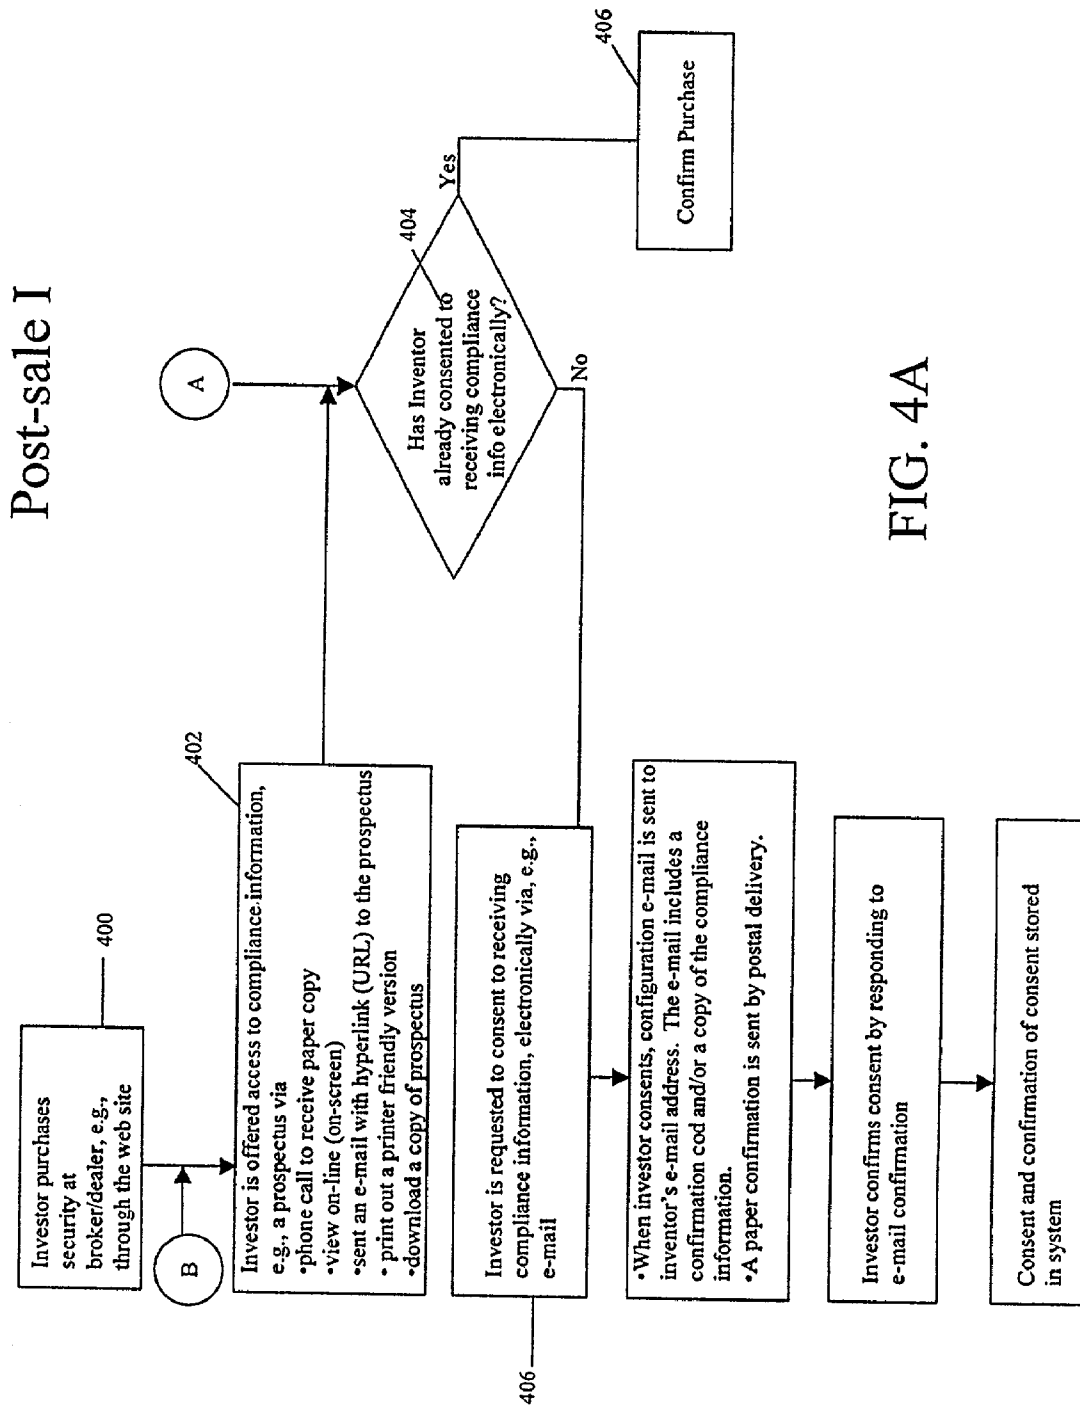 Post-sale I
Investor purchases
security at
broker/dealer, e.g.,
through the web site
400
B
402
Investor is offered access to compliance information,
e.g., a prospectus via
•phone call to receive paper copy
•view on-line (on-screen)
•sent an e-mail with hyperlink (URL) to the prospectus
• print out a printer friendly version
•download a copy of prospectus
A
404
Has Inventor
already consented to
receiving compliance
info electronically?
Yes
No
406
Confirm Purchase
Investor is requested to consent to receiving
compliance information, electronically via, e.g.,
e-mail
406
•When investor consents, configuration e-mail is sent to
inventor's e-mail address. The e-mail includes a
confirmation cod and/or a copy of the compliance
information.
•A paper confirmation is sent by postal delivery.
Investor confirms consent by responding to
e-mail confirmation
Consent and confirmation of consent stored
in system
FIG. 4A